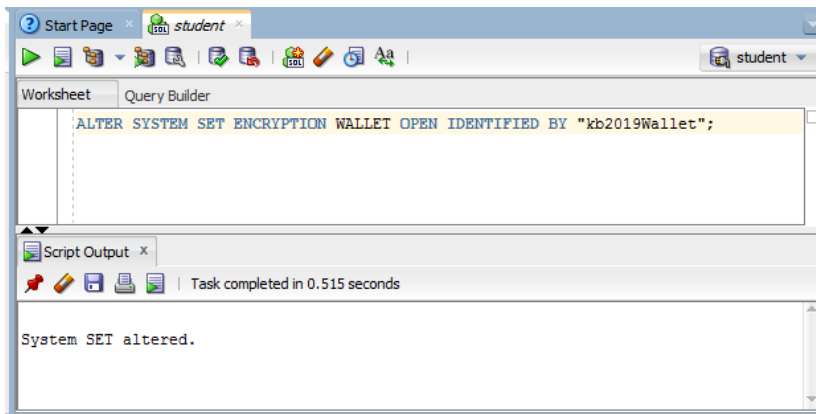 Start Page
student
student
Worksheet Query Builder
ALTER SYSTEM SET ENCRYPTION WALLET OPEN IDENTIFIED BY "kb2019Wallet";
Script Output
Task completed in 0.515 seconds
System SET altered.